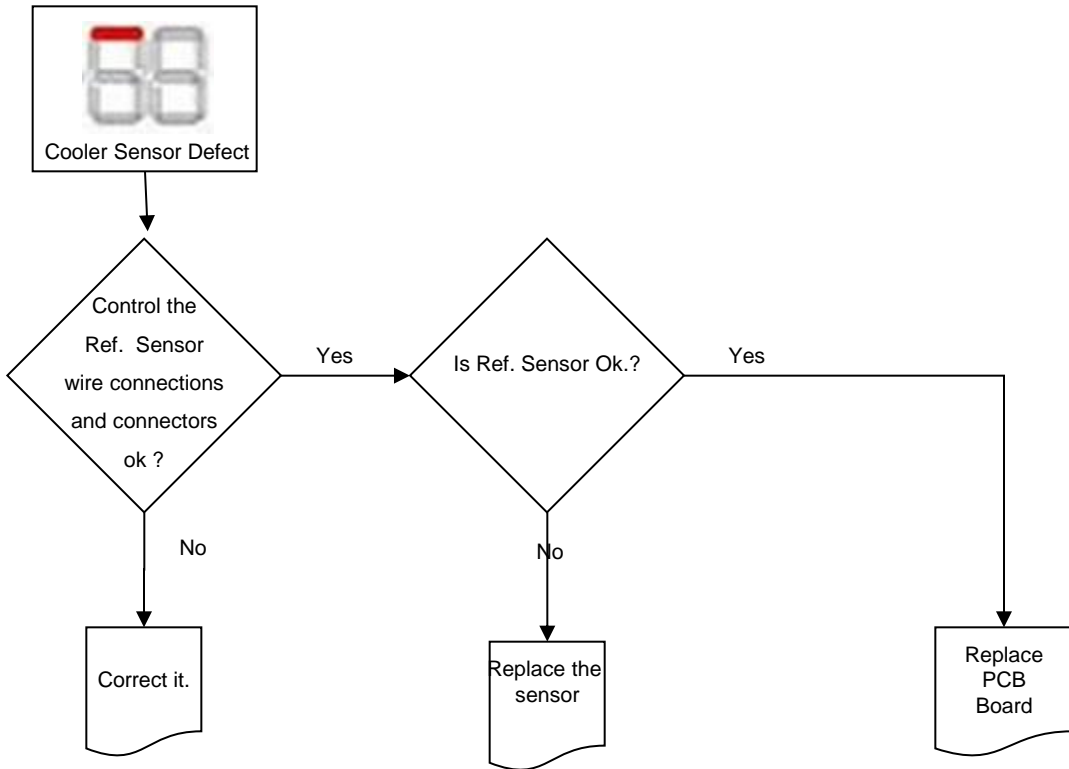 Cooler Sensor Defect
Control the
Ref. Sensor
wire connections
and connectors
ok ?
Yes
Is Ref. Sensor Ok.?
Yes
No
No
Correct it.
Replace the
sensor
Replace
PCB
Board